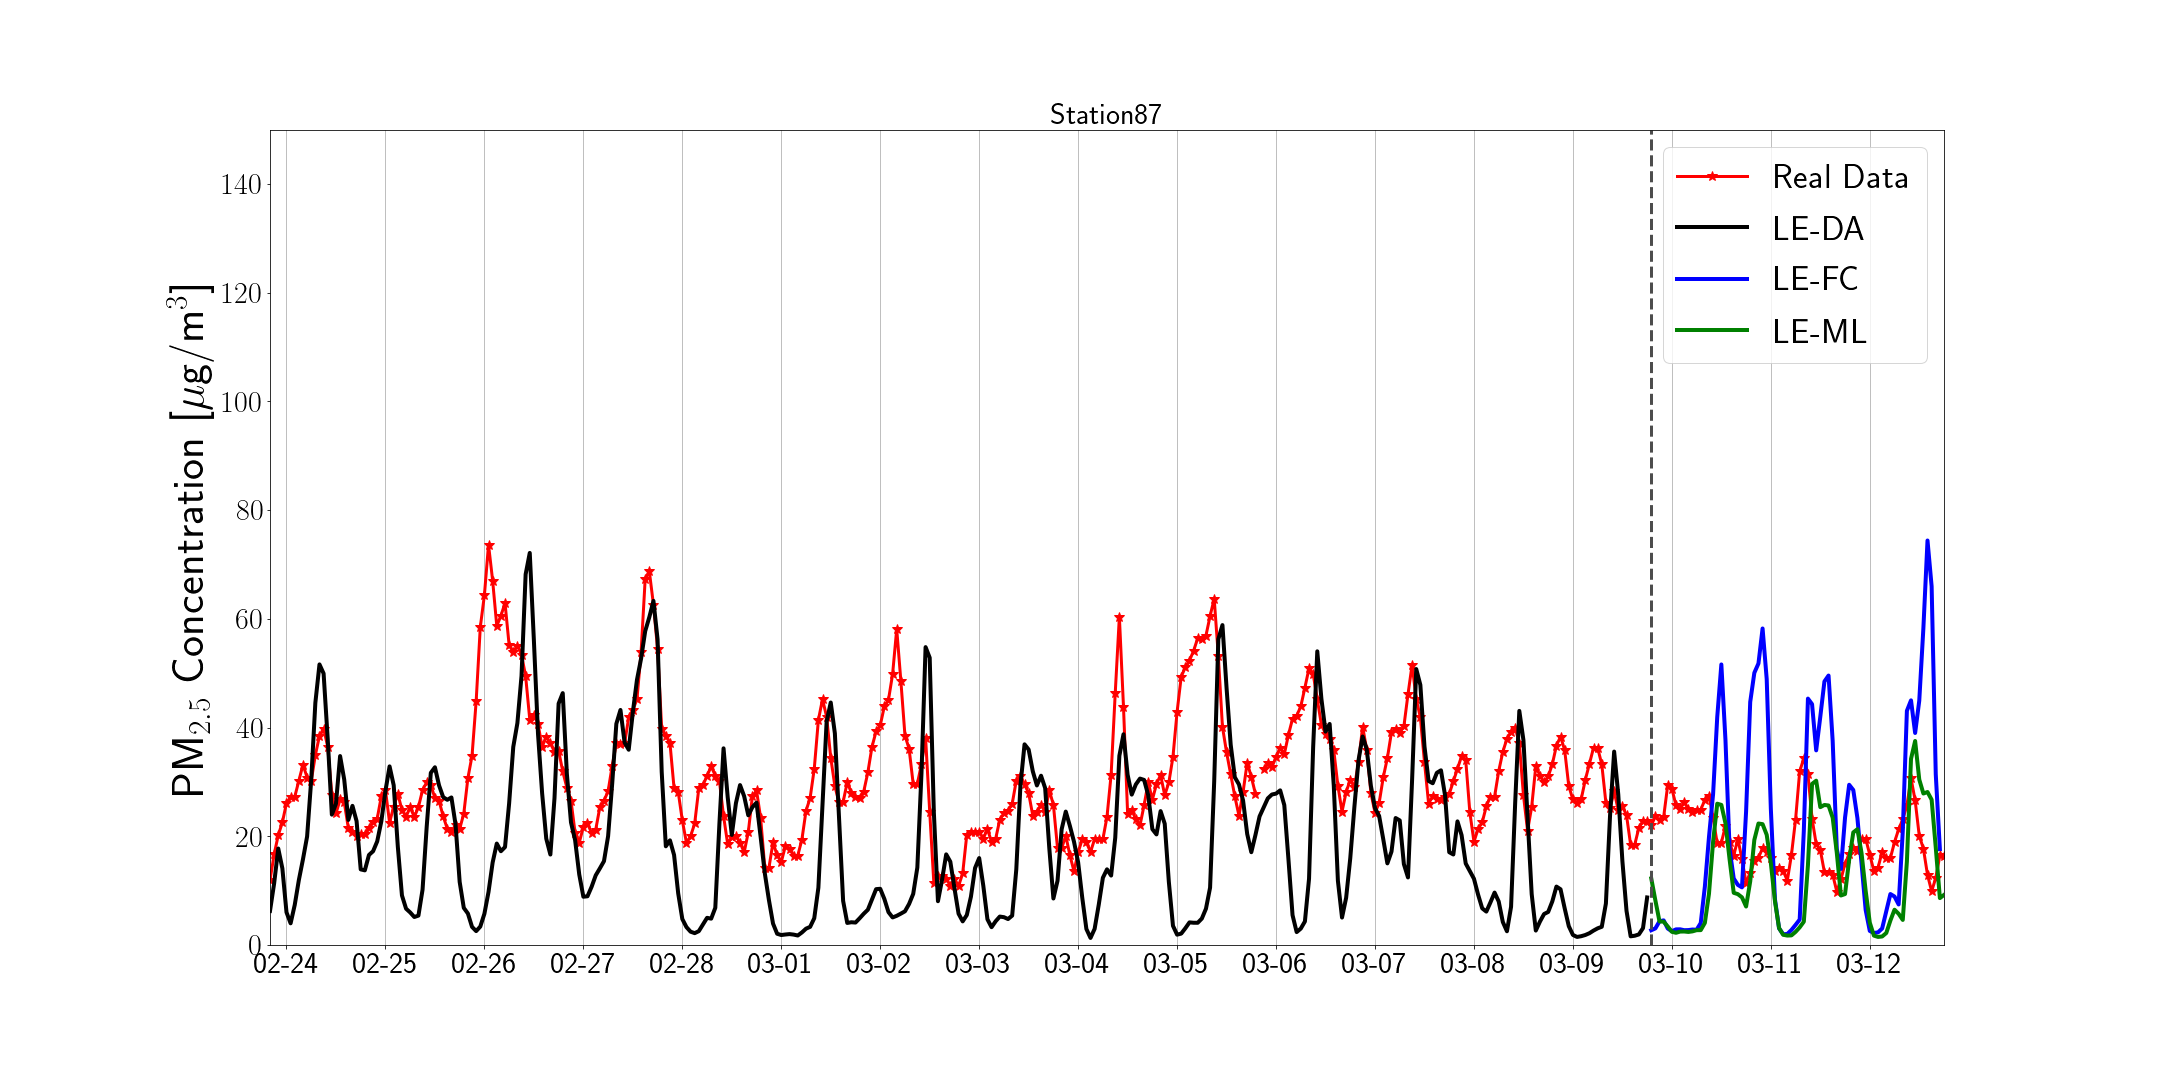 Station87
PM2.5 Concentration [μg/m³]
140
120
100
80
60
40
20
0
Real Data
LE-DA
LE-FC
LE-ML
02-24 02-25 02-26 02-27 02-28 03-01 03-02 03-03 03-04 03-05 03-06 03-07 03-08 03-09 03-10 03-11 03-12